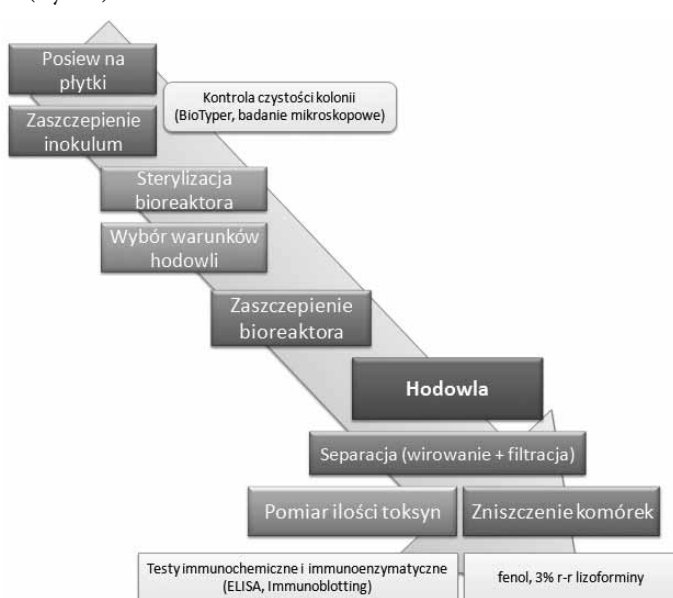 Posiew na
płytki
Kontrola czystości kolonii
(BioTyper, badanie mikroskopowe)
Zaszczepienie
inokulum
Sterylizacja
bioreaktora
Wybór warunków
hodowli
Zaszczepienie
bioreaktora
Hodowla
Separacja (wirowanie + filtracja)
Pomiar ilości toksyn
Zniszczenie komórek
Testy immunochemiczne i immunoenzymatyczne
(ELISA, Immunoblotting)
fenol, 3% r-r lizoforminy